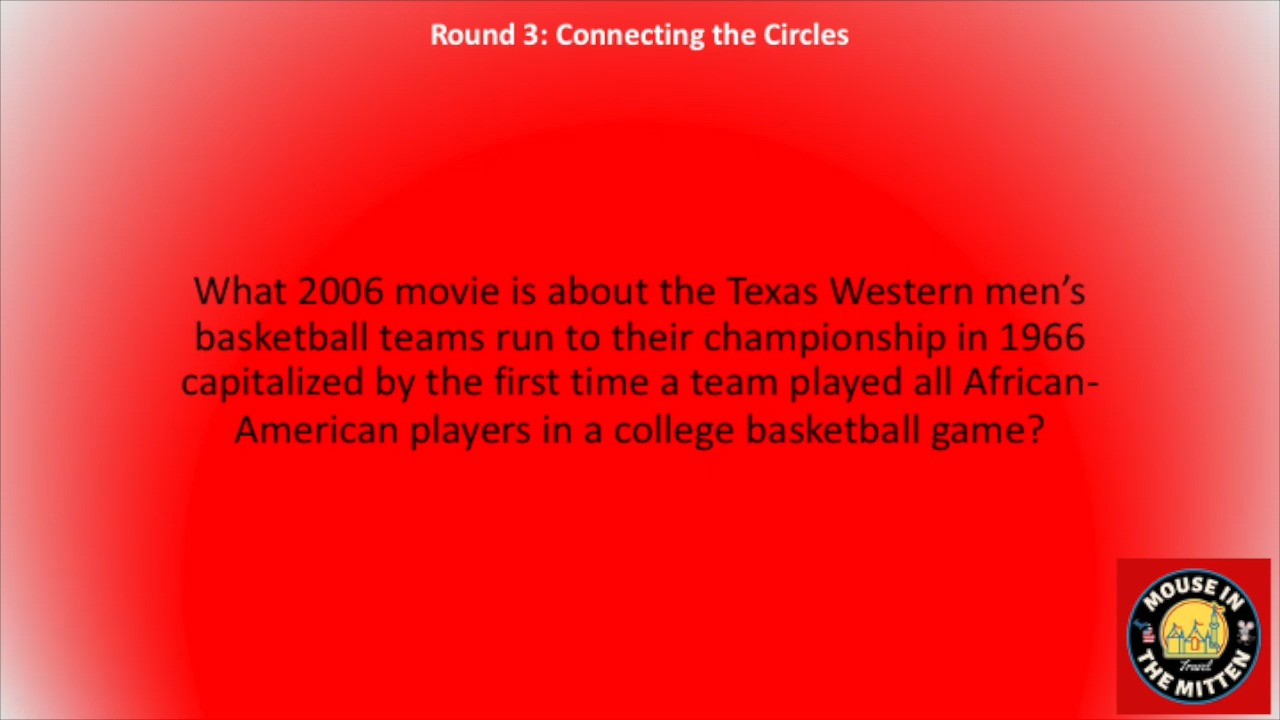 Round 3: Connecting the Circles
What 2006 movie is about the Texas Western men’s
basketball teams run to their championship in 1966
capitalized by the first time a team played all African-
American players in a college basketball game?
MOUSE IN
Travel
THE MITTEN